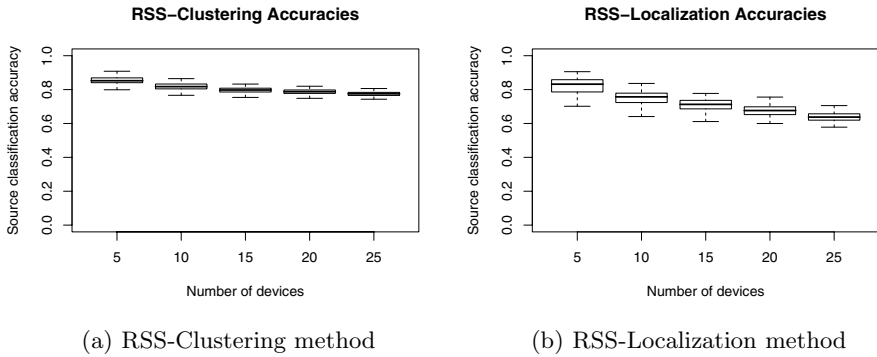 RSS−Clustering Accuracies
Source classification accuracy
1.0
0.8
0.6
0.4
0.2
0.0
5 10 15 20 25
Number of devices
(a) RSS-Clustering method
RSS−Localization Accuracies
Source classification accuracy
1.0
0.8
0.6
0.4
0.2
0.0
5 10 15 20 25
Number of devices
(b) RSS-Localization method